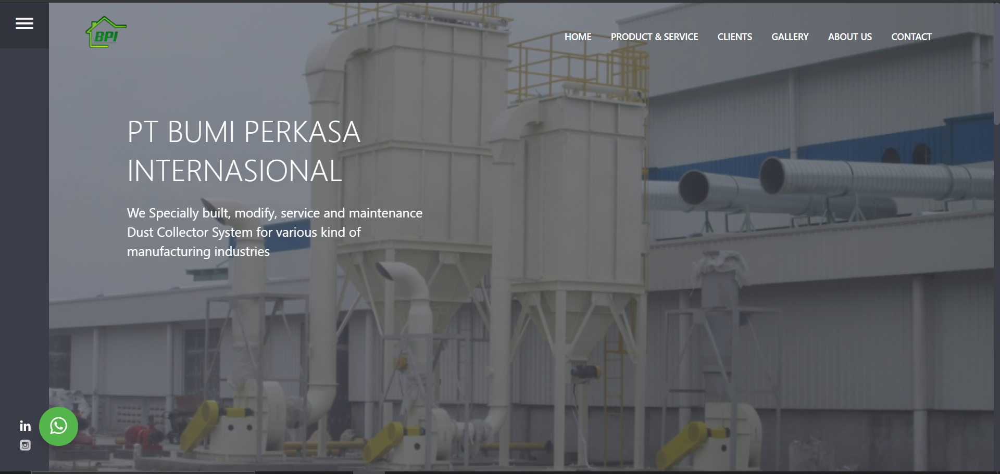 BPI
HOME PRODUCT & SERVICE CLIENTS GALLERY ABOUT US CONTACT
PT BUMI PERKASA
INTERNASIONAL
We Specially built, modify, service and maintenance
Dust Collector System for various kind of
manufacturing industries
in